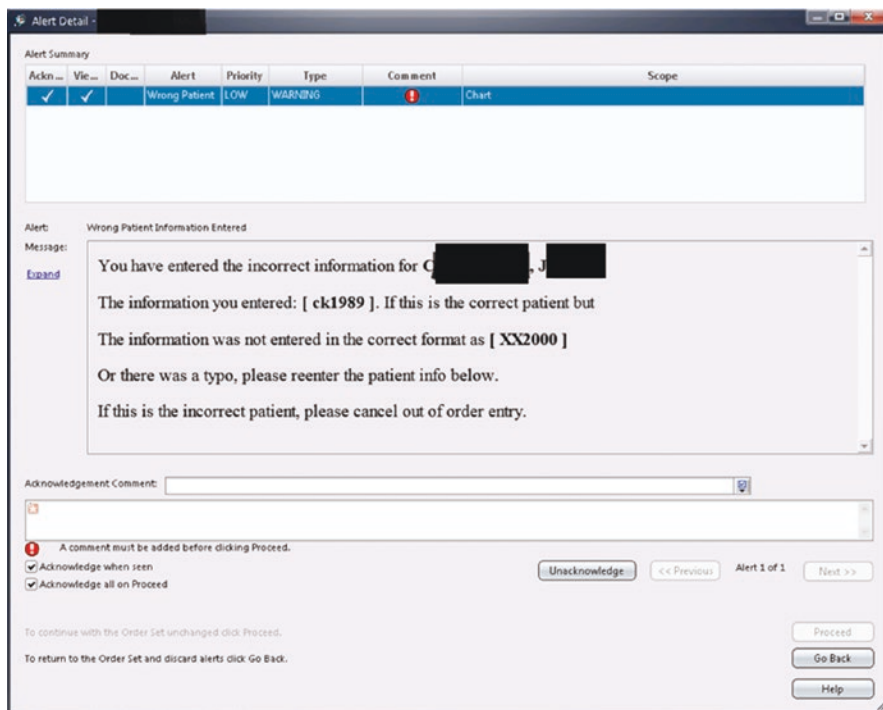 Alert Detail -
Alert Summary
Ackn... Vie... Doc... Alert Priority Type Comment Scope
Wrong Patient LOW WARNING Chart
Alert: Wrong Patient Information Entered
Message:
Expand
You have entered the incorrect information for C , J
The information you entered: [ ck1989 ]. If this is the correct patient but
The information was not entered in the correct format as [ XX2000 ]
Or there was a typo, please reenter the patient info below.
If this is the incorrect patient, please cancel out of order entry.
Acknowledgement Comment:
A comment must be added before clicking Proceed.
Acknowledge when seen
Acknowledge all on Proceed
Unacknowledge << Previous Alert 1 of 1 Next >>
To continue with the Order Set unchanged click Proceed.
Proceed
To return to the Order Set and discard alerts click Go Back.
Go Back
Help